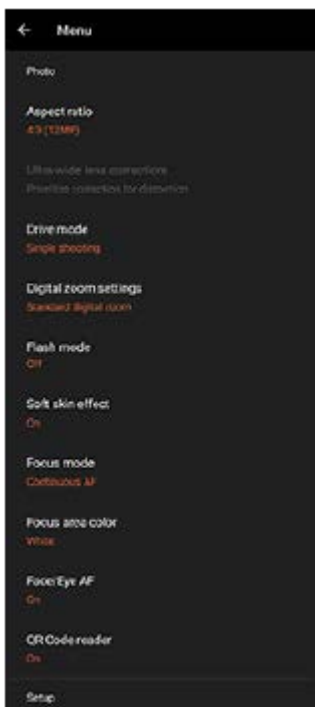 Menu
Photo
Aspect ratio
4:3 (12MP)
Ultra-wide lens corrections
Prioritize correction for distortion
Drive mode
Single shooting
Digital zoom settings
Standard digital zoom
Flash mode
Off
Soft skin effect
On
Focus mode
Continuous AF
Focus area color
White
Face/Eye AF
On
QR Code reader
On
Setup